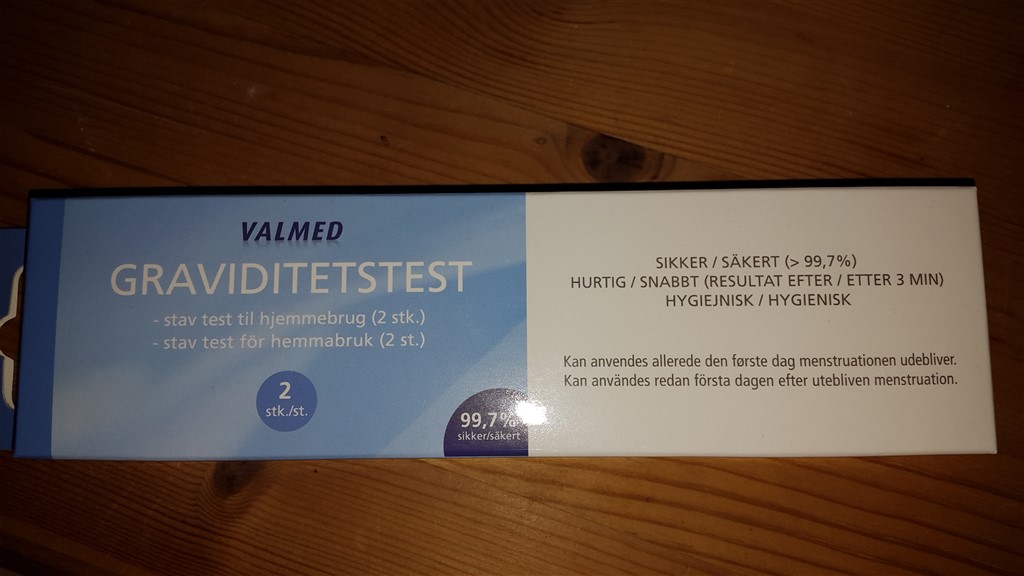 VALMED
GRAVIDITETSTEST
- stav test til hjemmebrug (2 stk.)
- stav test för hemmabruk (2 st.)
2
stk./st.
99,7%
sikker/säkert
SIKKER / SÄKERT (> 99,7%)
HURTIG / SNABBT (RESULTAT EFTER / ETTER 3 MIN)
HYGIEJNISK / HYGIENISK
Kan anvendes allerede den første dag menstruationen udebliver.
Kan användes redan första dagen efter utebliven menstruation.